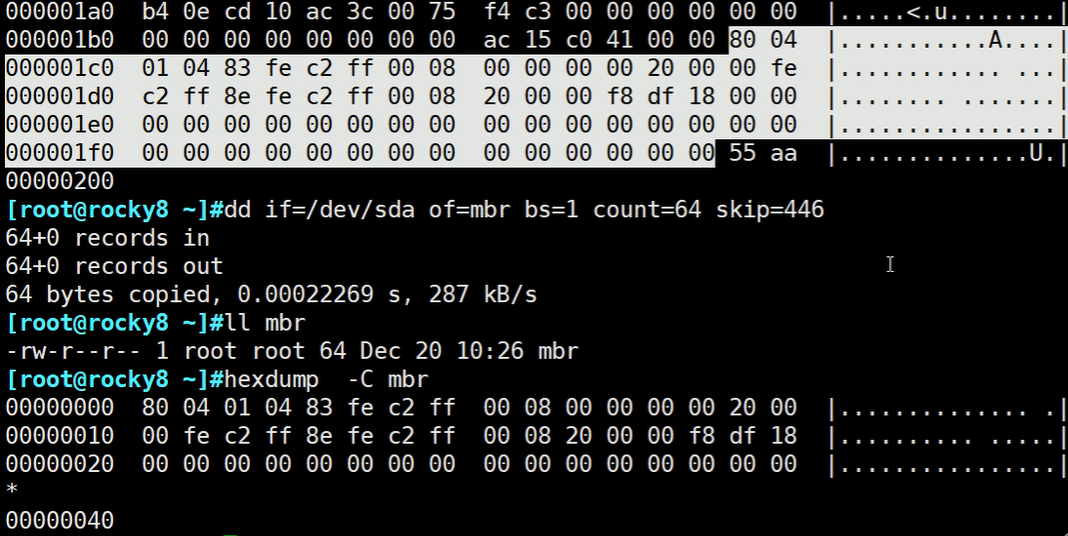 000001a0  b4 0e cd 10 ac 3c 00 75  f4 c3 00 00 00 00 00 00  |.....<.u........|
000001b0  00 00 00 00 00 00 00 00  ac 15 c0 41 00 00 80 04  |...........A....|
000001c0  01 04 83 fe c2 ff 00 08  00 00 00 00 20 00 00 fe  |............ ...|
000001d0  c2 ff 8e fe c2 ff 00 08  20 00 00 f8 df 18 00 00  |........ .......|
000001e0  00 00 00 00 00 00 00 00  00 00 00 00 00 00 00 00  |................|
000001f0  00 00 00 00 00 00 00 00  00 00 00 00 00 00 55 aa  |..............U.|
00000200
[root@rocky8 ~]#dd if=/dev/sda of=mbr bs=1 count=64 skip=446
64+0 records in
64+0 records out
64 bytes copied, 0.00022269 s, 287 kB/s
[root@rocky8 ~]#ll mbr
-rw-r--r-- 1 root root 64 Dec 20 10:26 mbr
[root@rocky8 ~]#hexdump  -C mbr
00000000  80 04 01 04 83 fe c2 ff  00 08 00 00 00 00 20 00  |.............. .|
00000010  00 fe c2 ff 8e fe c2 ff  00 08 20 00 00 f8 df 18  |.......... .....|
00000020  00 00 00 00 00 00 00 00  00 00 00 00 00 00 00 00  |................|
*
00000040